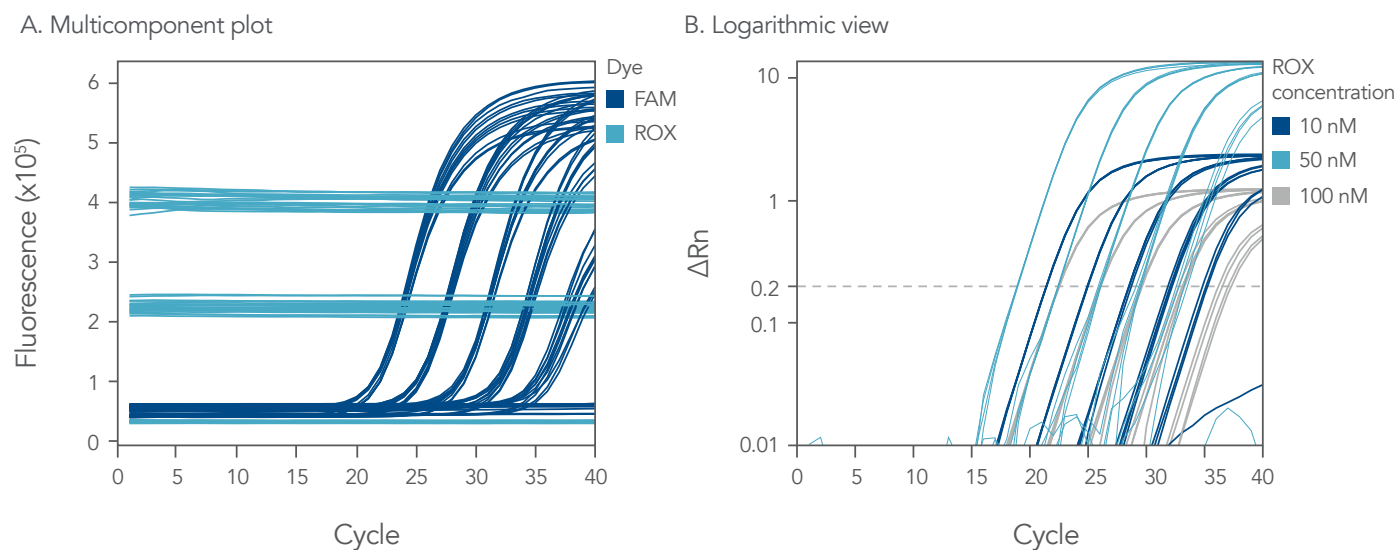 A. Multicomponent plot
Fluorescence (x10⁵)
6
5
4
3
2
1
0
0 5 10 15 20 25 30 35 40
Cycle
Dye
FAM
ROX
B. Logarithmic view
ΔRn
10
1
0.2
0.1
0.01
0 5 10 15 20 25 30 35 40
Cycle
ROX
concentration
10 nM
50 nM
100 nM